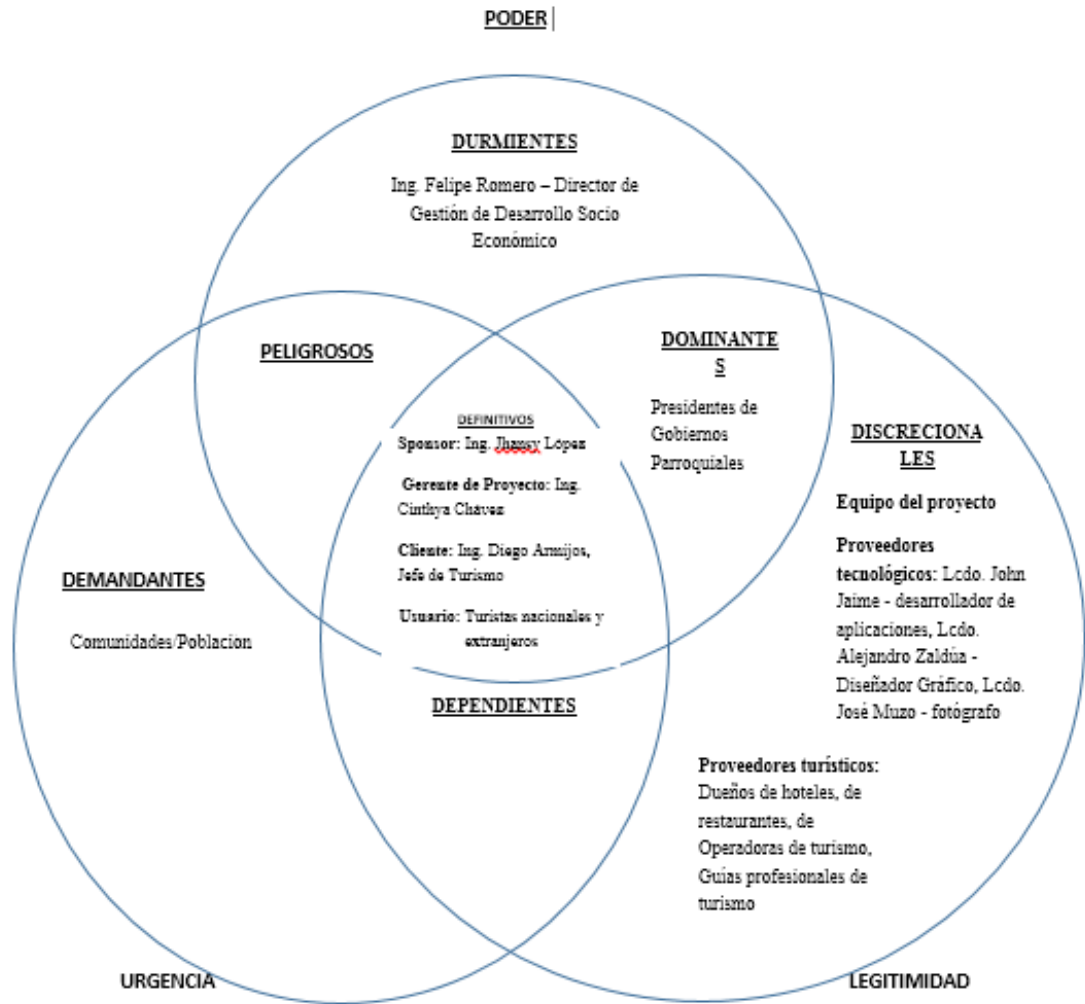 PODER
DURMIENTES
Ing. Felipe Romero – Director de
Gestión de Desarrollo Socio
Económico
PELIGROSOS
DOMINANTE
S
Presidentes de
Gobiernos
Parroquiales
DEFINITIVOS
Sponsor: Ing. Jhansy López
Gerente de Proyecto: Ing.
Cinthya Chávez
Cliente: Ing. Diego Armijos,
Jefe de Turismo
Usuario: Turistas nacionales y
extranjeros
DISCRECIONA
LES
Equipo del proyecto
Proveedores
tecnológicos: Lcdo. John
Jaime - desarrollador de
aplicaciones, Lcdo.
Alejandro Zaldúa -
Diseñador Gráfico, Lcdo.
José Muzo - fotógrafo
DEMANDANTES
Comunidades/Poblacion
DEPENDIENTES
Proveedores turísticos:
Dueños de hoteles, de
restaurantes, de
Operadoras de turismo,
Guias profesionales de
turismo
URGENCIA
LEGITIMIDAD